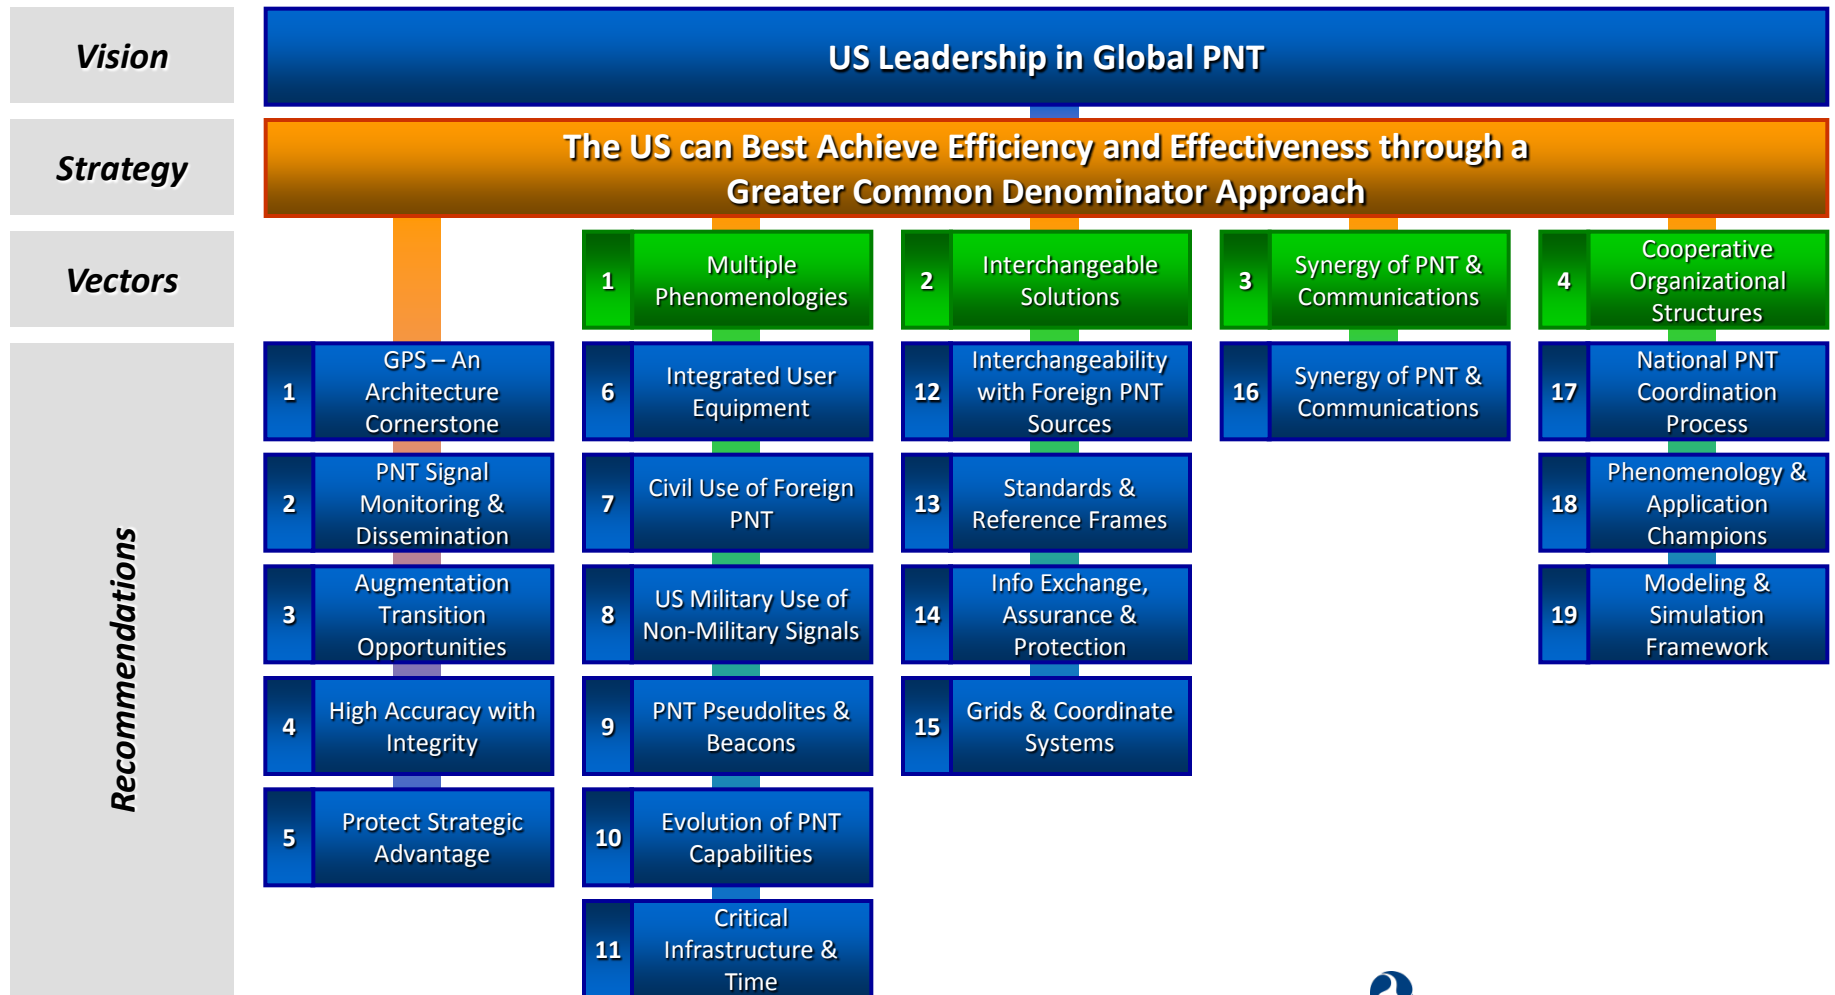 Vision
US Leadership in Global PNT
Strategy
The US can Best Achieve Efficiency and Effectiveness through a
Greater Common Denominator Approach
Vectors
1
Multiple
Phenomenologies
2
Interchangeable
Solutions
3
Synergy of PNT &
Communications
4
Cooperative
Organizational
Structures
Recommendations
1
GPS – An
Architecture
Cornerstone
2
PNT Signal
Monitoring &
Dissemination
3
Augmentation
Transition
Opportunities
4
High Accuracy with
Integrity
5
Protect Strategic
Advantage
6
Integrated User
Equipment
7
Civil Use of Foreign
PNT
8
US Military Use of
Non-Military Signals
9
PNT Pseudolites &
Beacons
10
Evolution of PNT
Capabilities
11
Critical
Infrastructure &
Time
12
Interchangeability
with Foreign PNT
Sources
13
Standards &
Reference Frames
14
Info Exchange,
Assurance &
Protection
15
Grids & Coordinate
Systems
16
Synergy of PNT &
Communications
17
National PNT
Coordination
Process
18
Phenomenology &
Application
Champions
19
Modeling &
Simulation
Framework